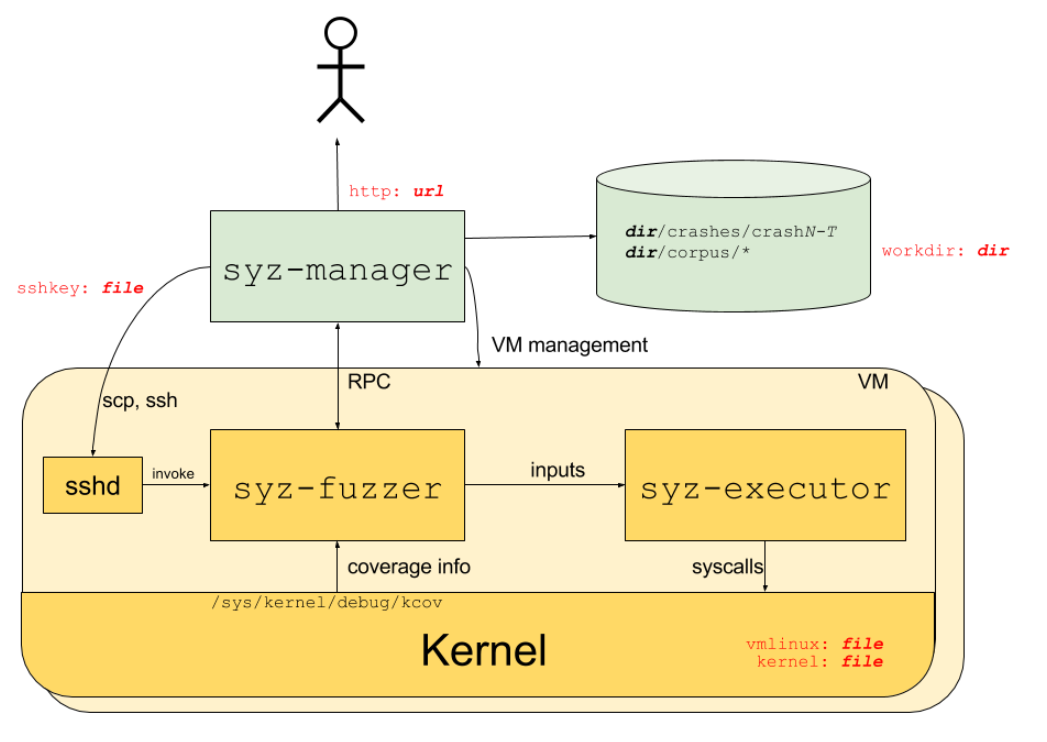 http: url
dir/crashes/crashN-T
dir/corpus/*
workdir: dir
syz-manager
sshkey: file
VM management
RPC
VM
scp, ssh
sshd
invoke
syz-fuzzer
inputs
syz-executor
coverage info
syscalls
/sys/kernel/debug/kcov
Kernel
vmlinux: file
kernel: file